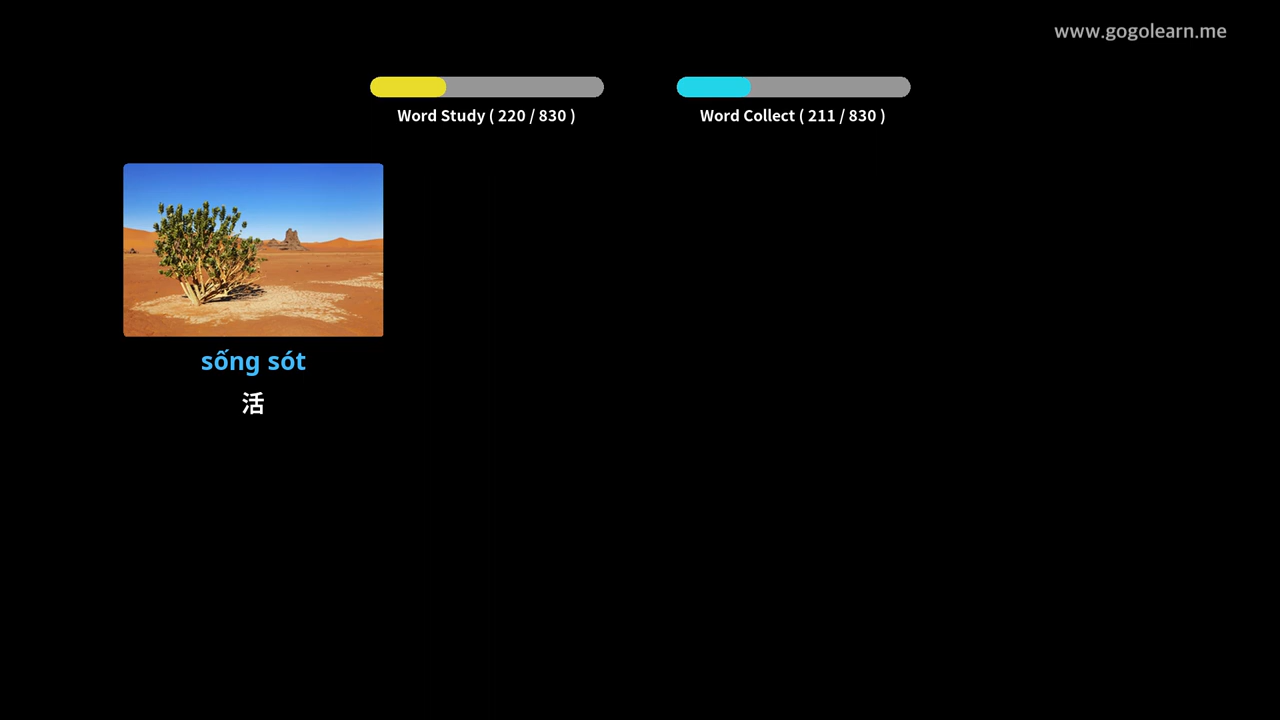 www.gogolearn.me
Word Study ( 220 / 830 )
Word Collect ( 211 / 830 )
sống sót
活